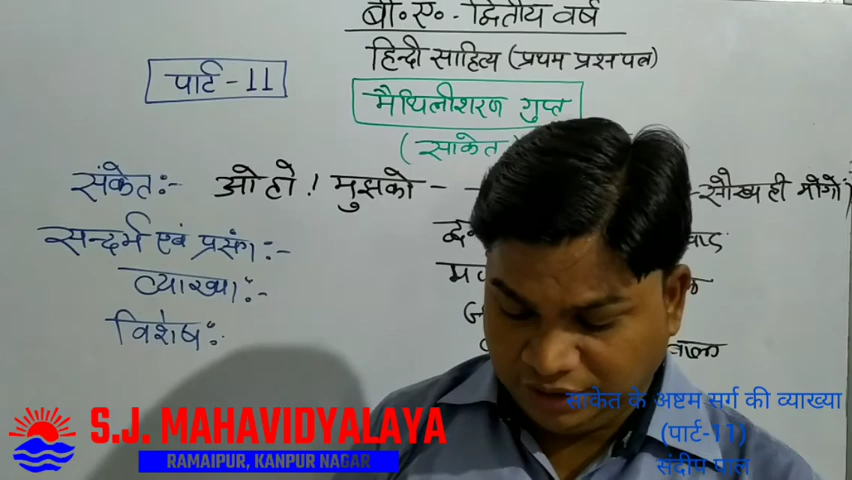 बी॰ ए॰ - द्वितीय वर्ष
हिन्दी साहित्य (प्रथम प्रश्नपत्र)
पार्ट - 11
मैथिलीशरण गुप्त
(साकेत
संकेत:- ओ हो! मुझको - - सौख्य ही भोगो
सन्दर्भ एवं प्रसंग:-
व्याख्या:-
विशेष:-
साकेत के अष्टम सर्ग की व्याख्या
(पार्ट-11)
संदीप पाल
S.J. MAHAVIDYALAYA
RAMAIPUR, KANPUR NAGAR